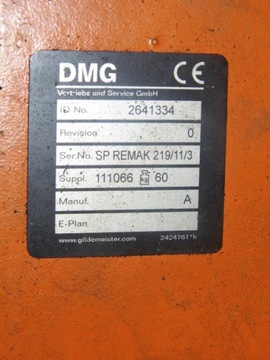 DMG CE
Vertriebs und Service GmbH
ID No. 2641334
Revision 0
Ser.No. SP REMAK 219/11/3
Suppl. 111066 kg 60
Manuf. A
E-Plan
www.gildemeister.com 2424761*b